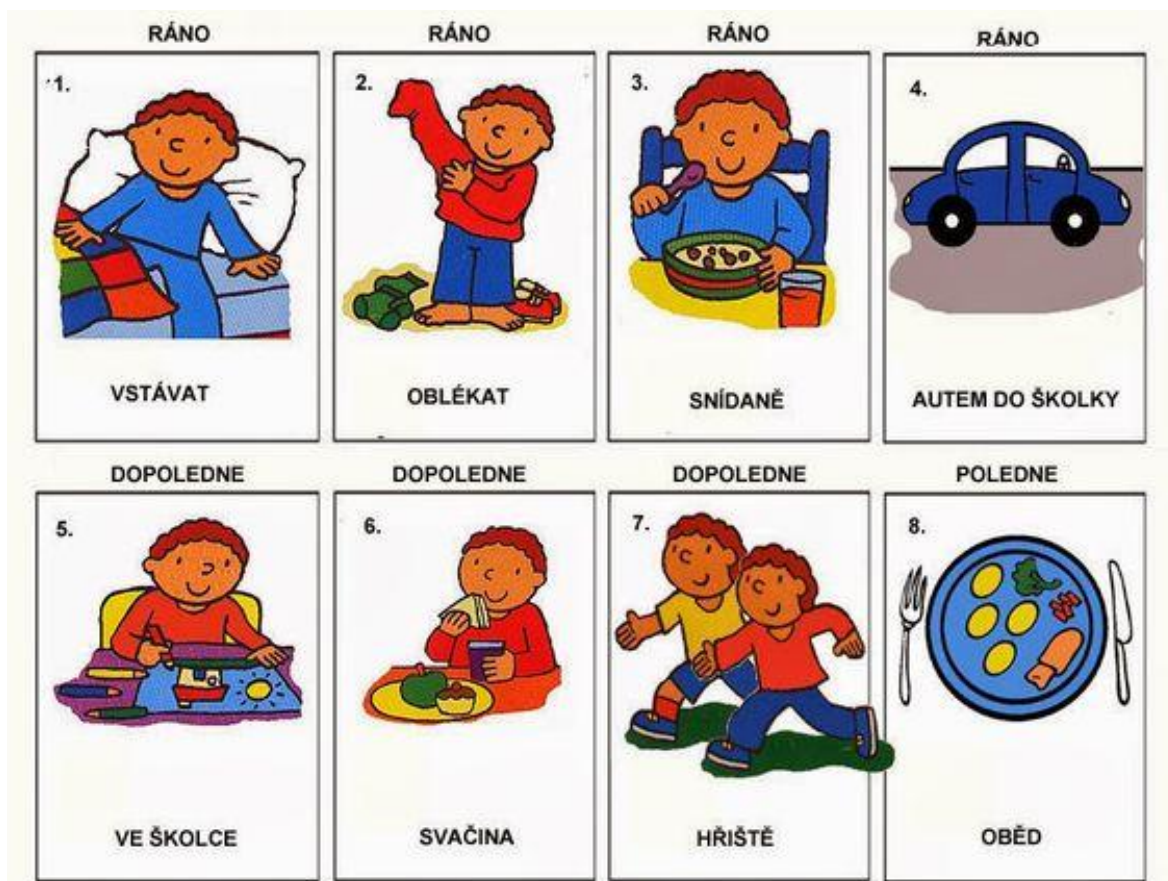 RÁNO
RÁNO
RÁNO
RÁNO
1.
2.
3.
4.
VSTÁVAT
OBLÉKAT
SNÍDANĚ
AUTEM DO ŠKOLKY
DOPOLEDNE
DOPOLEDNE
DOPOLEDNE
POLEDNE
5.
6.
7.
8.
VE ŠKOLCE
SVAČINA
HŘIŠTĚ
OBĚD